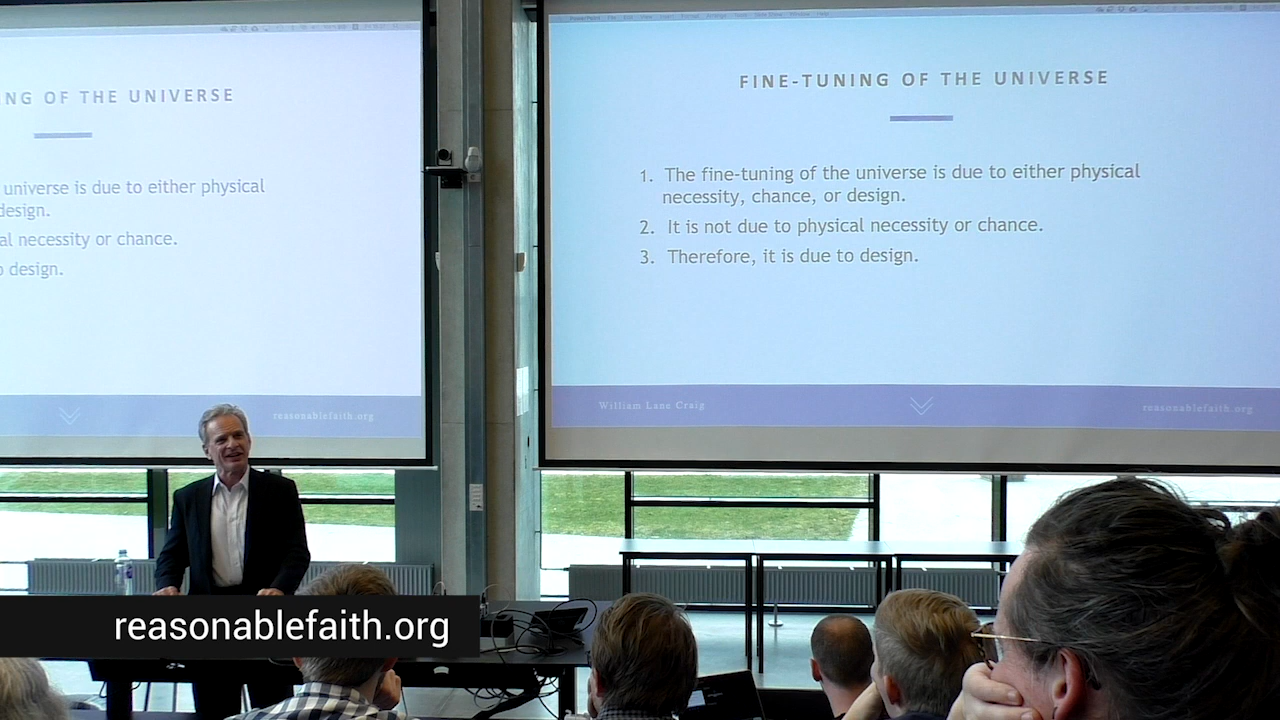 NG OF THE UNIVERSE
universe is due to either physical
design.
al necessity or chance.
o design.
reasonablefaith.org
FINE-TUNING OF THE UNIVERSE
1. The fine-tuning of the universe is due to either physical
necessity, chance, or design.
2. It is not due to physical necessity or chance.
3. Therefore, it is due to design.
William Lane Craig
reasonablefaith.org
reasonablefaith.org